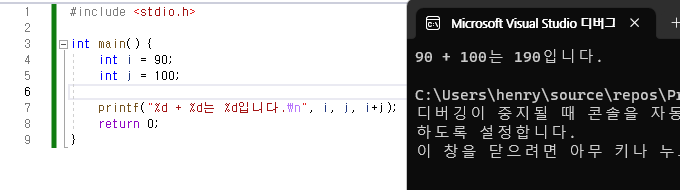 1 #include <stdio.h>
2
3 int main() {
4 int i = 90;
5 int j = 100;
6
7 printf("%d + %d는 %d입니다.₩n", i, j, i+j);
8 return 0;
9 }
Microsoft Visual Studio 디버그
90 + 100는 190입니다.
C:\Users\henry\source\repos\Pr
디버깅이 중지될 때 콘솔을 자동
하도록 설정합니다.
이 창을 닫으려면 아무 키나 누